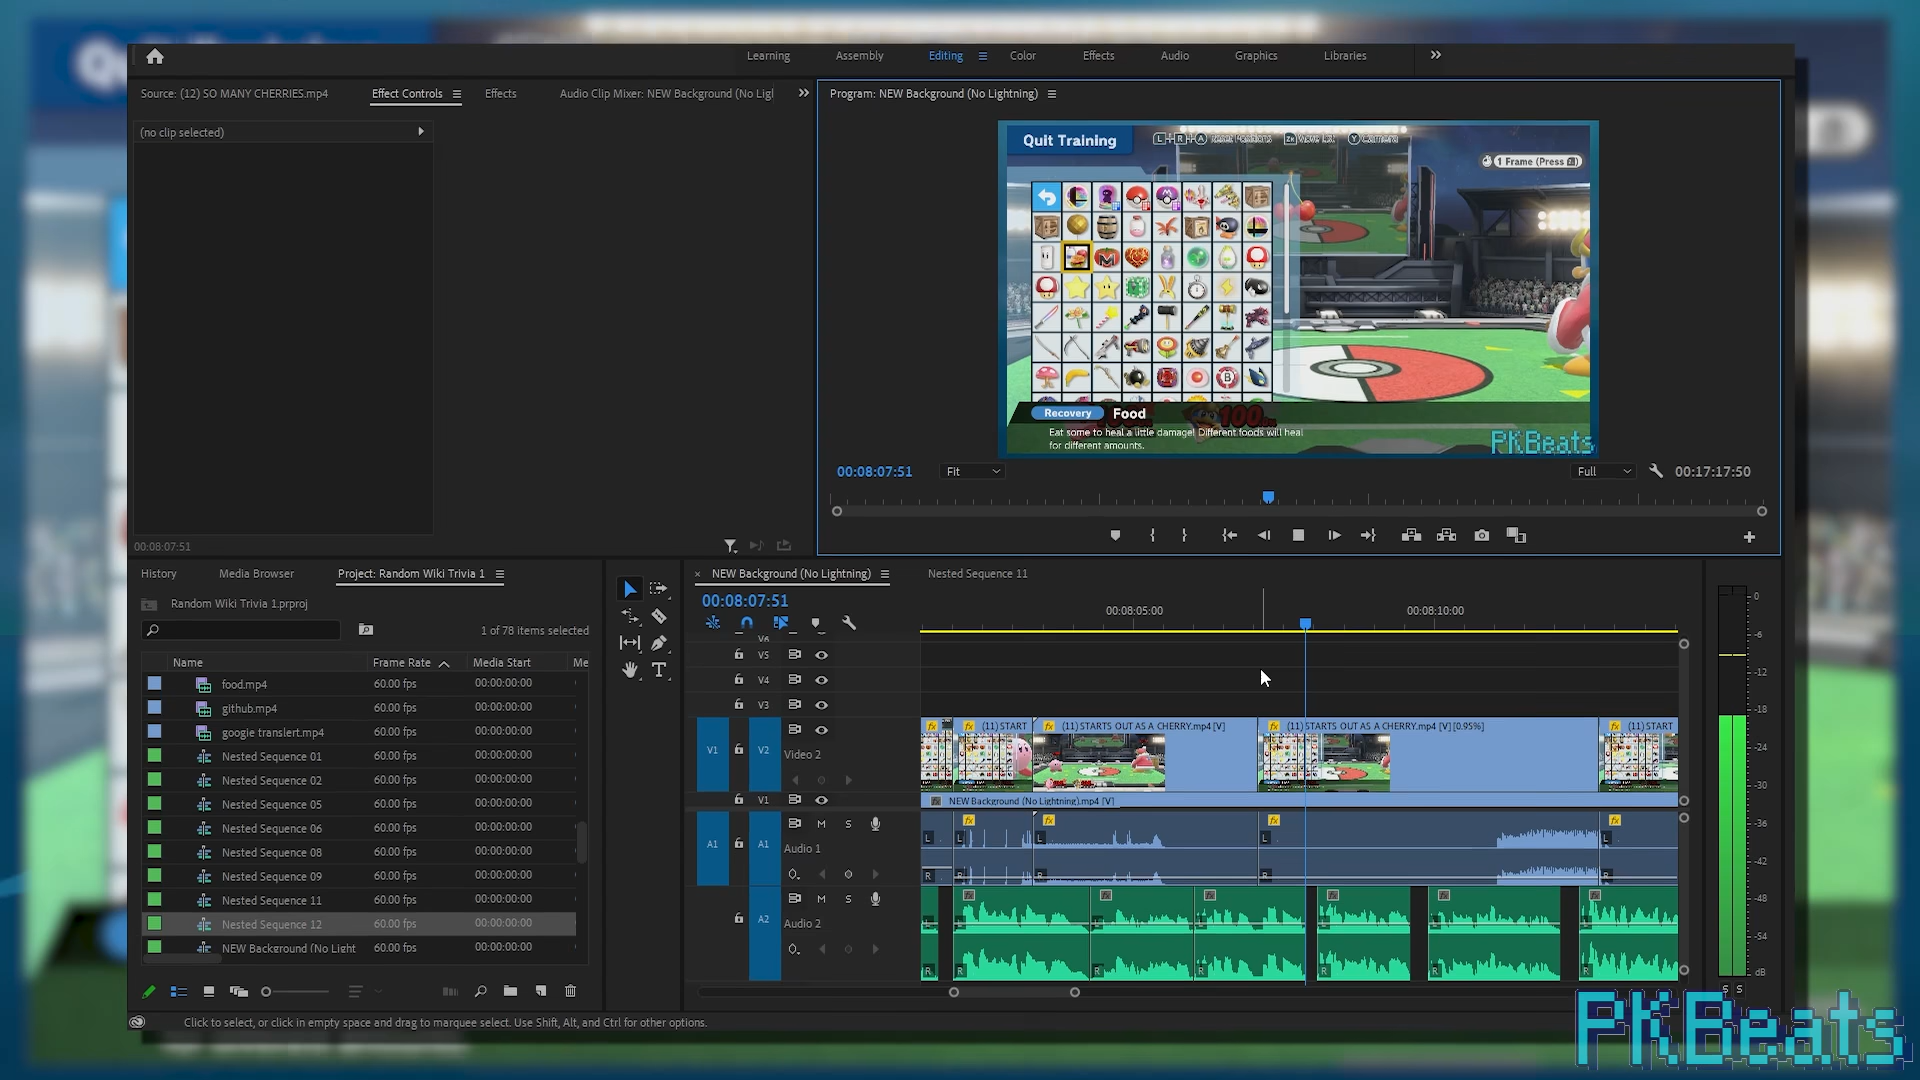 Learning Assembly Editing Color Effects Audio Graphics Libraries
Source: (12) SO MANY CHERRIES.mp4 Effect Controls Effects Audio Clip Mixer: NEW Background (No Ligl
(no clip selected)
00:08:07:51
Program: NEW Background (No Lightning)
Quit Training
1 Frame (Press
Recovery Food
Eat some to heal a little damage! Different foods will heal
for different amounts.
PKBeats
00:08:07:51 Fit Full 00:17:17:50
History Media Browser Project: Random Wiki Trivia 1
Random Wiki Trivia 1.prproj
1 of 78 items selected
Name Frame Rate Media Start Me
food.mp4 60.00 fps 00:00:00:00
github.mp4 60.00 fps 00:00:00:00
google translert.mp4 60.00 fps 00:00:00:00
Nested Sequence 01 60.00 fps 00:00:00:00
Nested Sequence 02 60.00 fps 00:00:00:00
Nested Sequence 05 60.00 fps 00:00:00:00
Nested Sequence 06 60.00 fps 00:00:00:00
Nested Sequence 08 60.00 fps 00:00:00:00
Nested Sequence 09 60.00 fps 00:00:00:00
Nested Sequence 11 60.00 fps 00:00:00:00
Nested Sequence 12 60.00 fps 00:00:00:00
NEW Background (No Light 60.00 fps 00:00:00:00
Click to select, or click in empty space and drag to marquee select. Use Shift, Alt, and Ctrl for other options.
NEW Background (No Lightning) Nested Sequence 11
00:08:07:51
00:08:05:00 00:08:10:00
V6
V5
V4
V3
V1 V2 Video 2
(11) START (11) STARTS OUT AS A CHERRY.mp4 [V] (11) STARTS OUT AS A CHERRY.mp4 [V] [0.95%] (11) START
V1 NEW Background (No Lightning).mp4 [V]
A1 A1 M S Audio 1
A2 M S Audio 2
0
-6
-12
-18
-24
-30
-36
-42
-48
-54
dB
S S
PKBeats